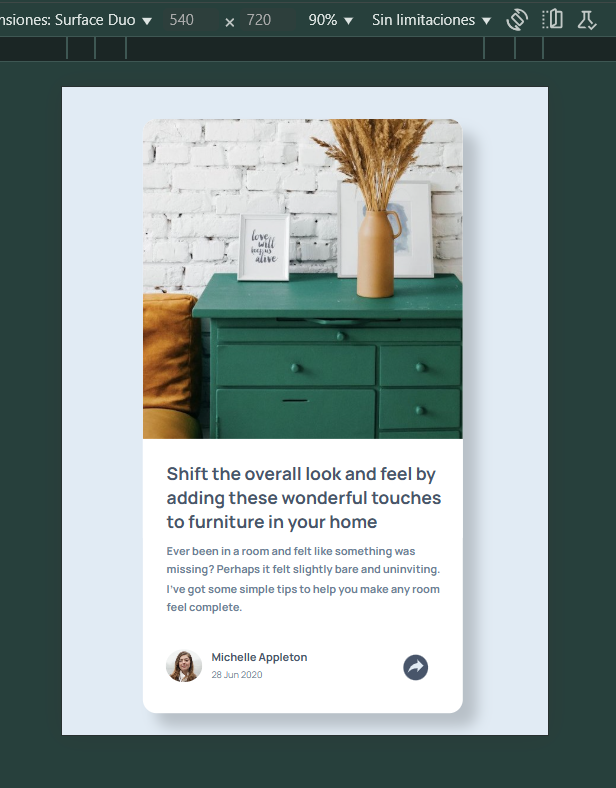 nsiones: Surface Duo ▼ 540 × 720 90% ▼ Sin limitaciones ▼
love
will
keep us
alive
Shift the overall look and feel by
adding these wonderful touches
to furniture in your home
Ever been in a room and felt like something was
missing? Perhaps it felt slightly bare and uninviting.
I've got some simple tips to help you make any room
feel complete.
Michelle Appleton
28 Jun 2020